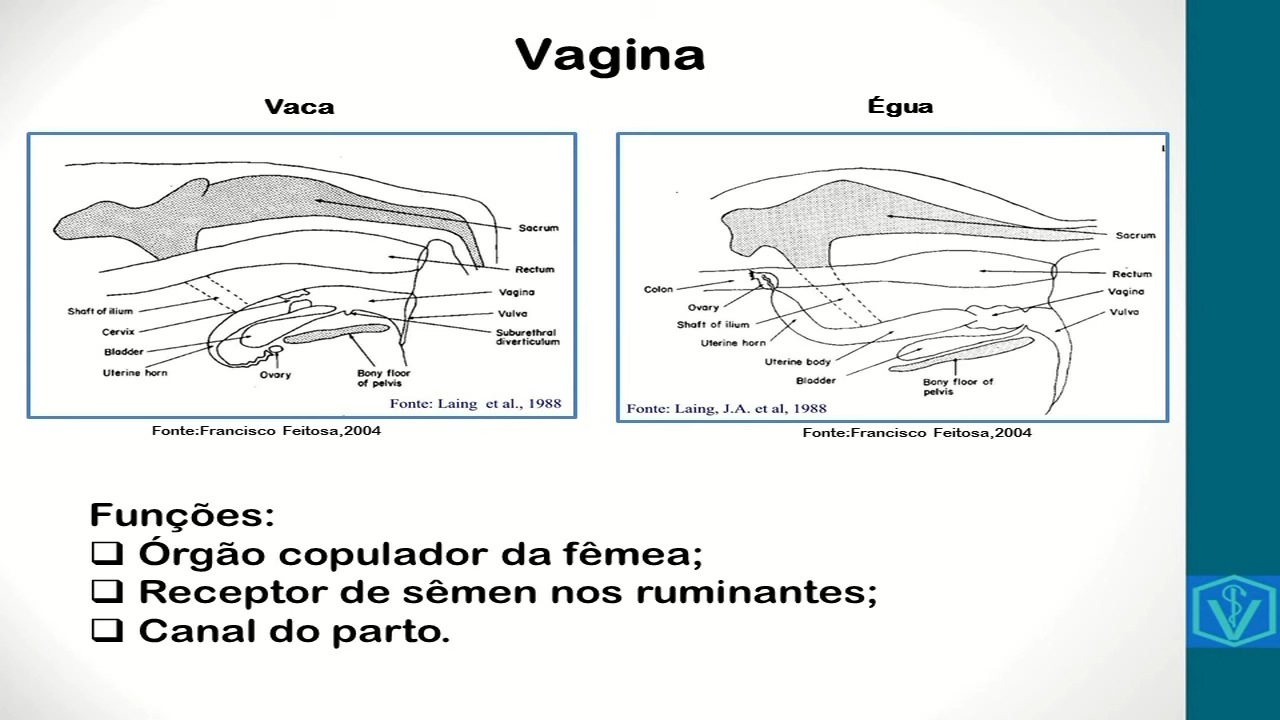 Vagina
Vaca
Égua
Sacrum
Rectum
Vagina
Vulva
Suburethral
diverticulum
Shaft of ilium
Cervix
Bladder
Uterine horn
Ovary
Bony floor
of pelvis
Fonte: Laing et al., 1988
Fonte:Francisco Feitosa,2004
Sacrum
Rectum
Vagina
Vulva
Colon
Ovary
Shaft of ilium
Uterine horn
Uterine body
Bladder
Bony floor of
pelvis
Fonte: Laing, J.A. et al, 1988
Fonte:Francisco Feitosa,2004
Funções:
❑ Órgão copulador da fêmea;
❑ Receptor de sêmen nos ruminantes;
❑ Canal do parto.
V